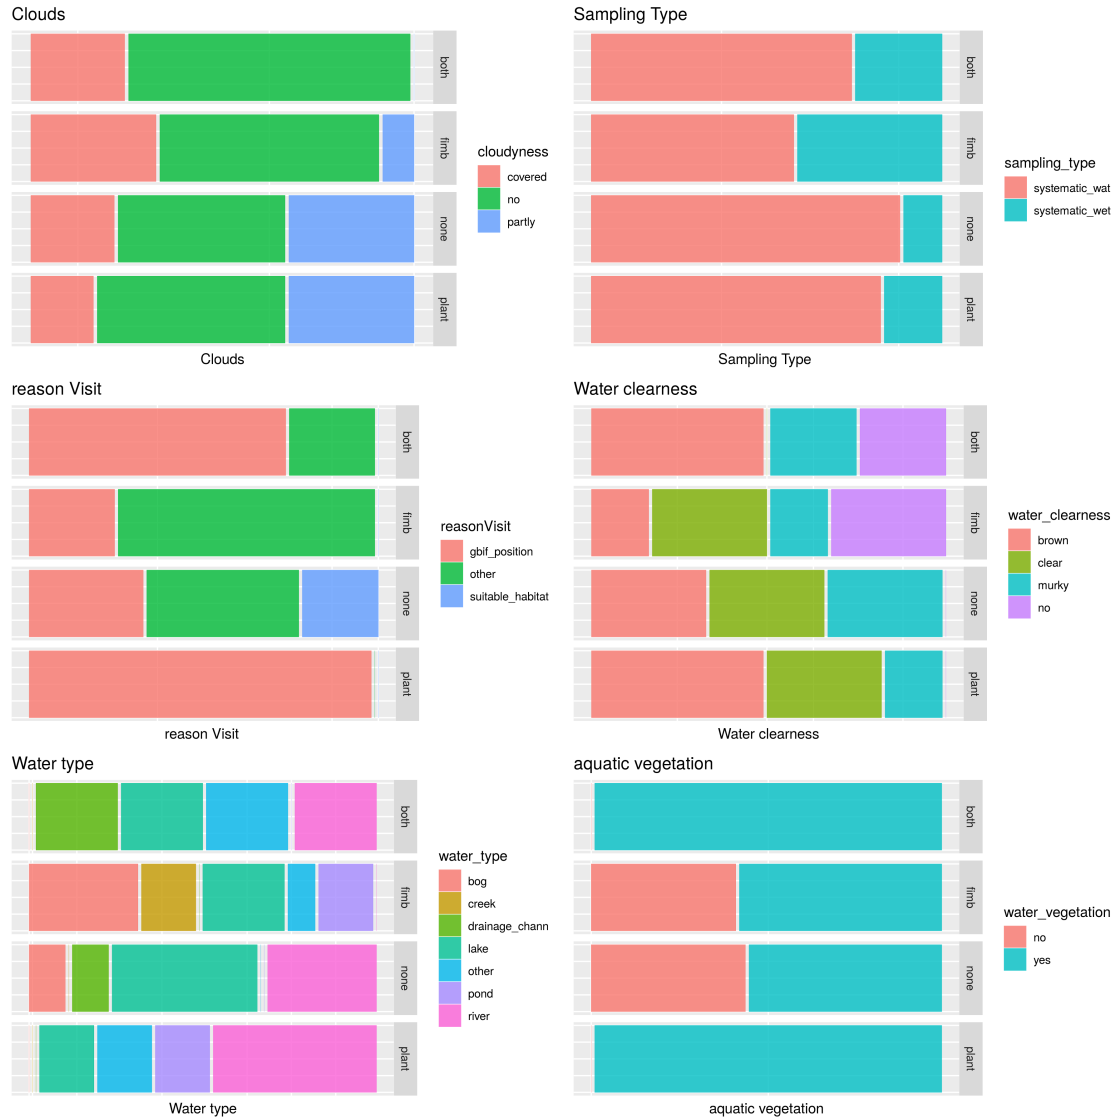 Clouds
both
fimb
none
plant
Clouds
cloudyness
covered
no
partly
Sampling Type
both
fimb
none
plant
Sampling Type
sampling_type
systematic_wat
systematic_wet
reason Visit
both
fimb
none
plant
reason Visit
reasonVisit
gbif_position
other
suitable_habitat
Water clearness
both
fimb
none
plant
Water clearness
water_clearness
brown
clear
murky
no
Water type
both
fimb
none
plant
Water type
water_type
bog
creek
drainage_chann
lake
other
pond
river
aquatic vegetation
both
fimb
none
plant
aquatic vegetation
water_vegetation
no
yes